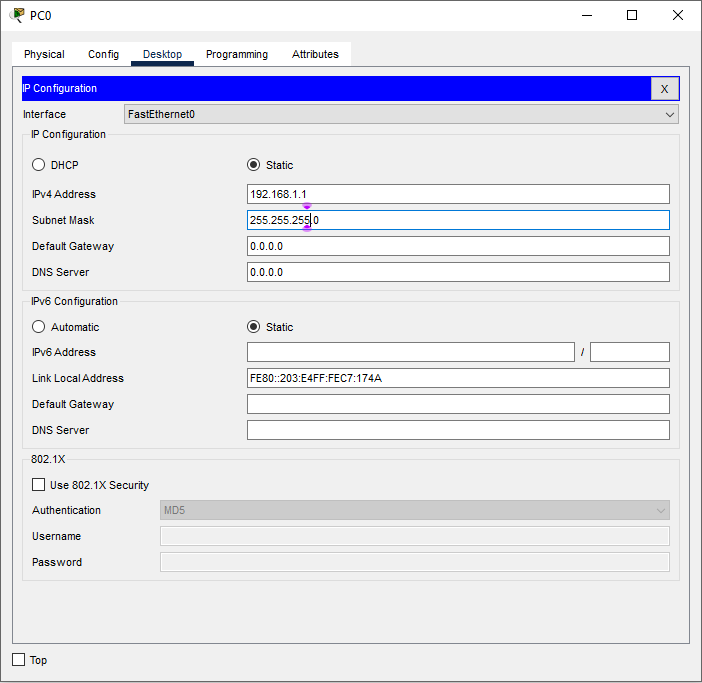 PC0
Physical Config Desktop Programming Attributes
IP Configuration X
Interface FastEthernet0
IP Configuration
DHCP Static
IPv4 Address 192.168.1.1
Subnet Mask 255.255.255.0
Default Gateway 0.0.0.0
DNS Server 0.0.0.0
IPv6 Configuration
Automatic Static
IPv6 Address /
Link Local Address FE80::203:E4FF:FEC7:174A
Default Gateway
DNS Server
802.1X
Use 802.1X Security
Authentication MD5
Username
Password
Top